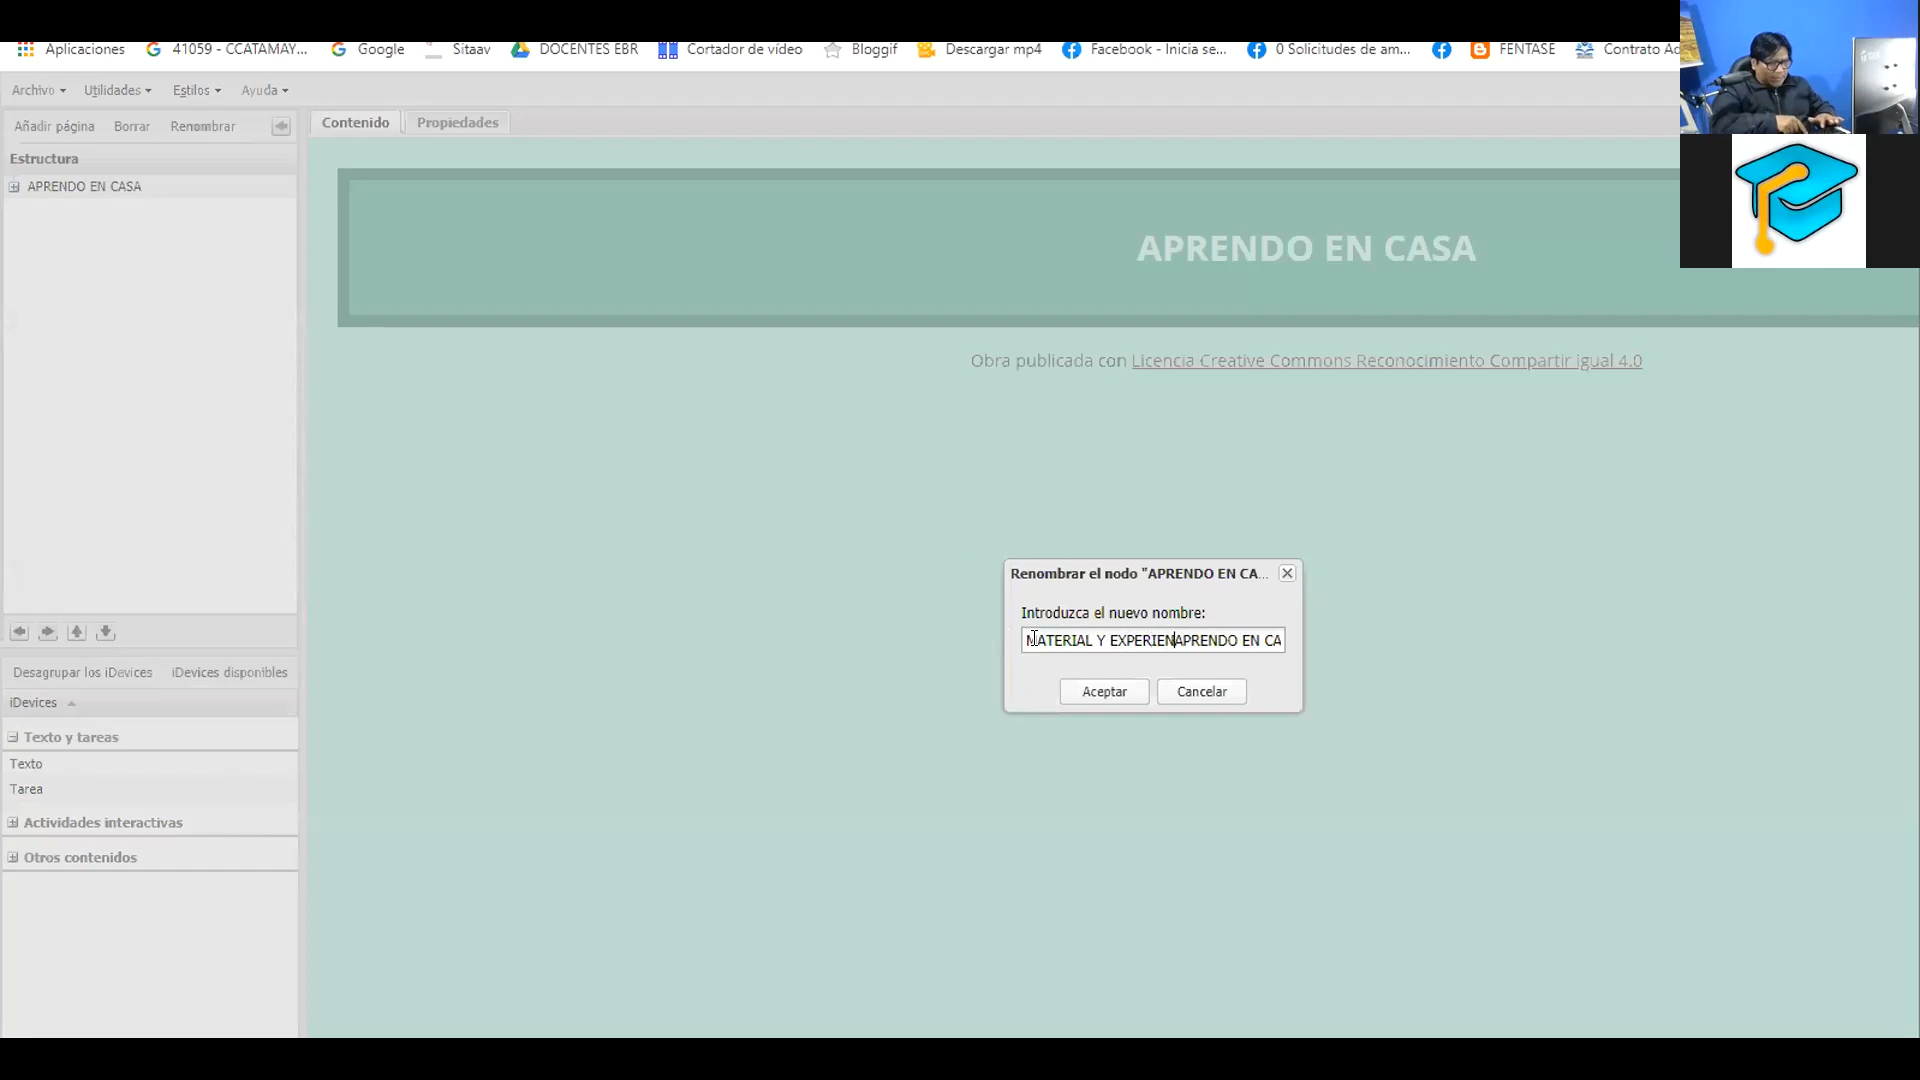 Aplicaciones 41059 - CCATAMAY... Google Sitaav DOCENTES EBR Cortador de vídeo Bloggif Descargar mp4 Facebook - Inicia se... 0 Solicitudes de am... FENTASE Contrato Ad
Archivo Utilidades Estilos Ayuda
Añadir página Borrar Renombrar
Contenido Propiedades
Estructura
APRENDO EN CASA
APRENDO EN CASA
Obra publicada con Licencia Creative Commons Reconocimiento Compartir igual 4.0
Renombrar el nodo "APRENDO EN CA...
Introduzca el nuevo nombre:
MATERIAL Y EXPERIENAPRENDO EN CA
Aceptar Cancelar
Desagrupar los iDevices iDevices disponibles
iDevices
Texto y tareas
Texto
Tarea
Actividades interactivas
Otros contenidos